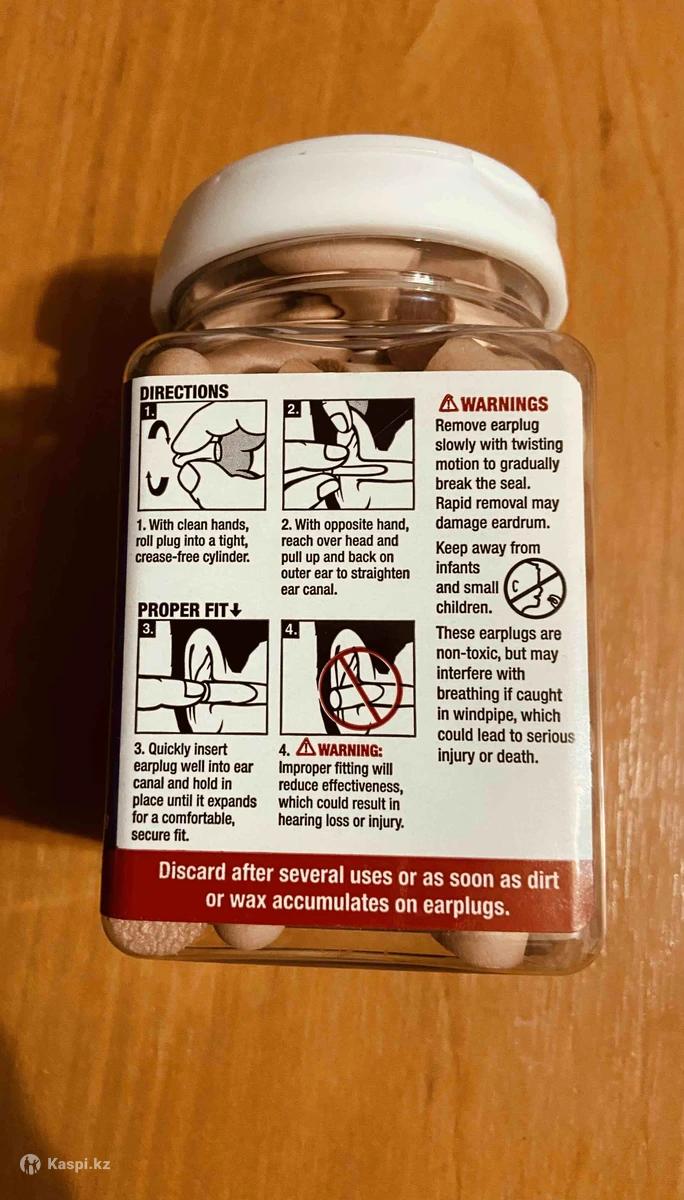 DIRECTIONS
1.
2.
1. With clean hands,
roll plug into a tight,
crease-free cylinder.
2. With opposite hand,
reach over head and
pull up and back on
outer ear to straighten
ear canal.
PROPER FIT
3.
4.
3. Quickly insert
earplug well into ear
canal and hold in
place until it expands
for a comfortable,
secure fit.
4. WARNING:
Improper fitting will
reduce effectiveness,
which could result in
hearing loss or injury.
WARNINGS
Remove earplug
slowly with twisting
motion to gradually
break the seal.
Rapid removal may
damage eardrum.
Keep away from
infants
and small
children.
These earplugs are
non-toxic, but may
interfere with
breathing if caught
in windpipe, which
could lead to serious
injury or death.
Discard after several uses or as soon as dirt
or wax accumulates on earplugs.
Kaspi.kz